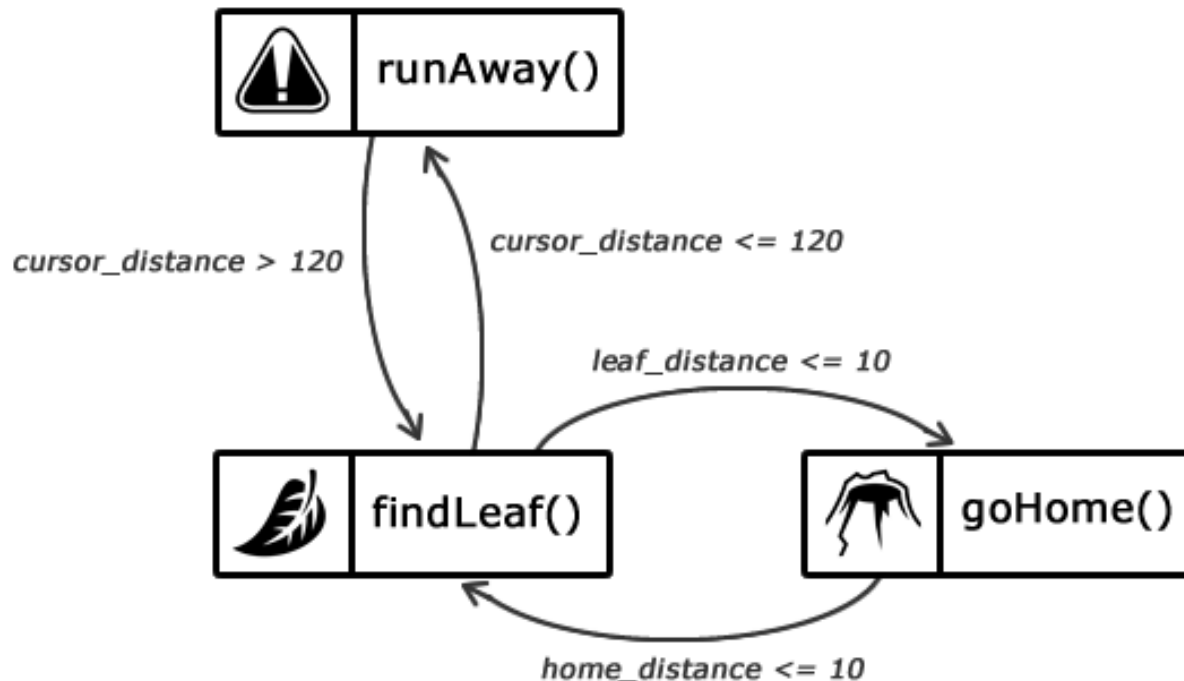 runAway()
cursor_distance <= 120
cursor_distance > 120
leaf_distance <= 10
findLeaf()
goHome()
home_distance <= 10